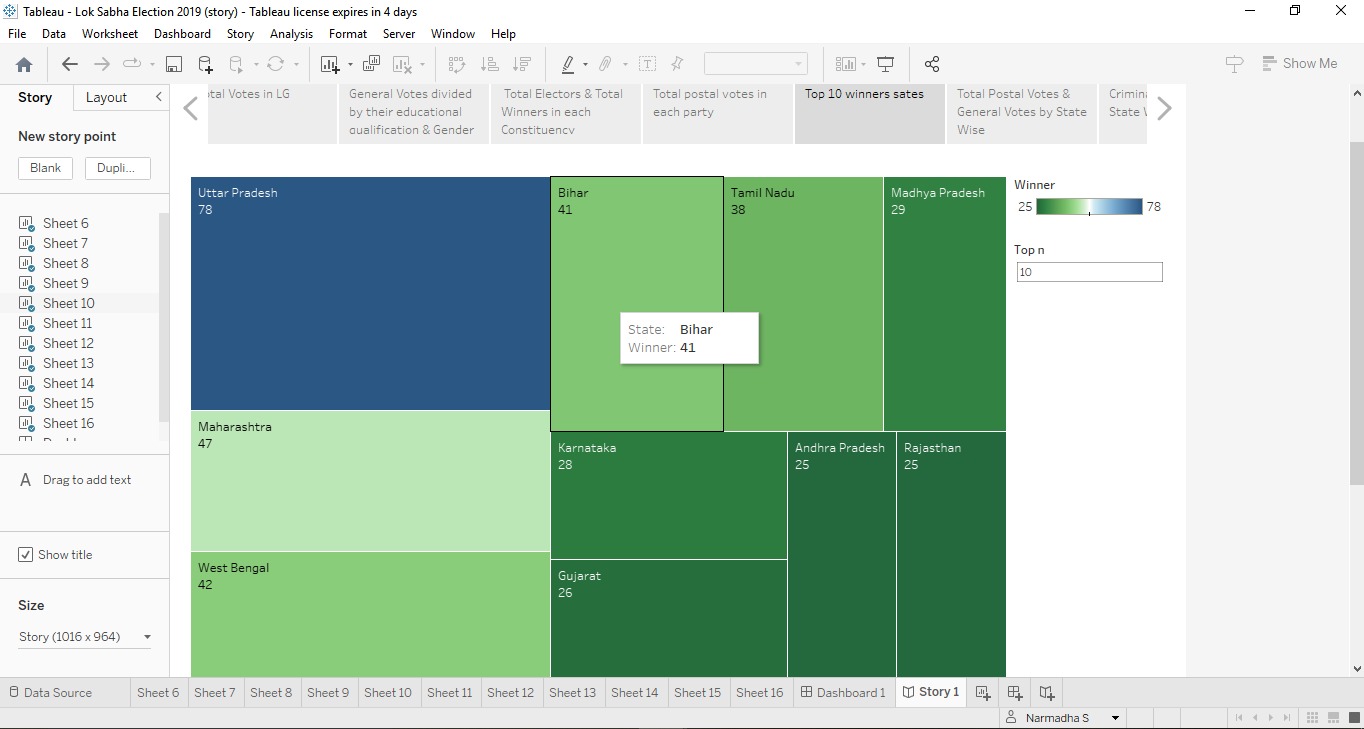 Tableau - Lok Sabha Election 2019 (story) - Tableau license expires in 4 days
File Data Worksheet Dashboard Story Analysis Format Server Window Help
Show Me
Story Layout
New story point
Blank Dupli...
Sheet 6
Sheet 7
Sheet 8
Sheet 9
Sheet 10
Sheet 11
Sheet 12
Sheet 13
Sheet 14
Sheet 15
Sheet 16
A Drag to add text
Show title
Size
Story (1016 x 964)
Votes in LG
General Votes divided
by their educational
qualification & Gender
Total Electors & Total
Winners in each
Constituency
Total postal votes in
each party
Top 10 winners sates
Total Postal Votes &
General Votes by State
Wise
State
Uttar Pradesh
78
Bihar
41
Tamil Nadu
38
Madhya Pradesh
29
State: Bihar
Winner: 41
Maharashtra
47
Karnataka
28
Andhra Pradesh
25
Rajasthan
25
West Bengal
42
Gujarat
26
Winner
25 78
Top n
10
Data Source Sheet 6 Sheet 7 Sheet 8 Sheet 9 Sheet 10 Sheet 11 Sheet 12 Sheet 13 Sheet 14 Sheet 15 Sheet 16 Dashboard 1 Story 1
Narmadha S